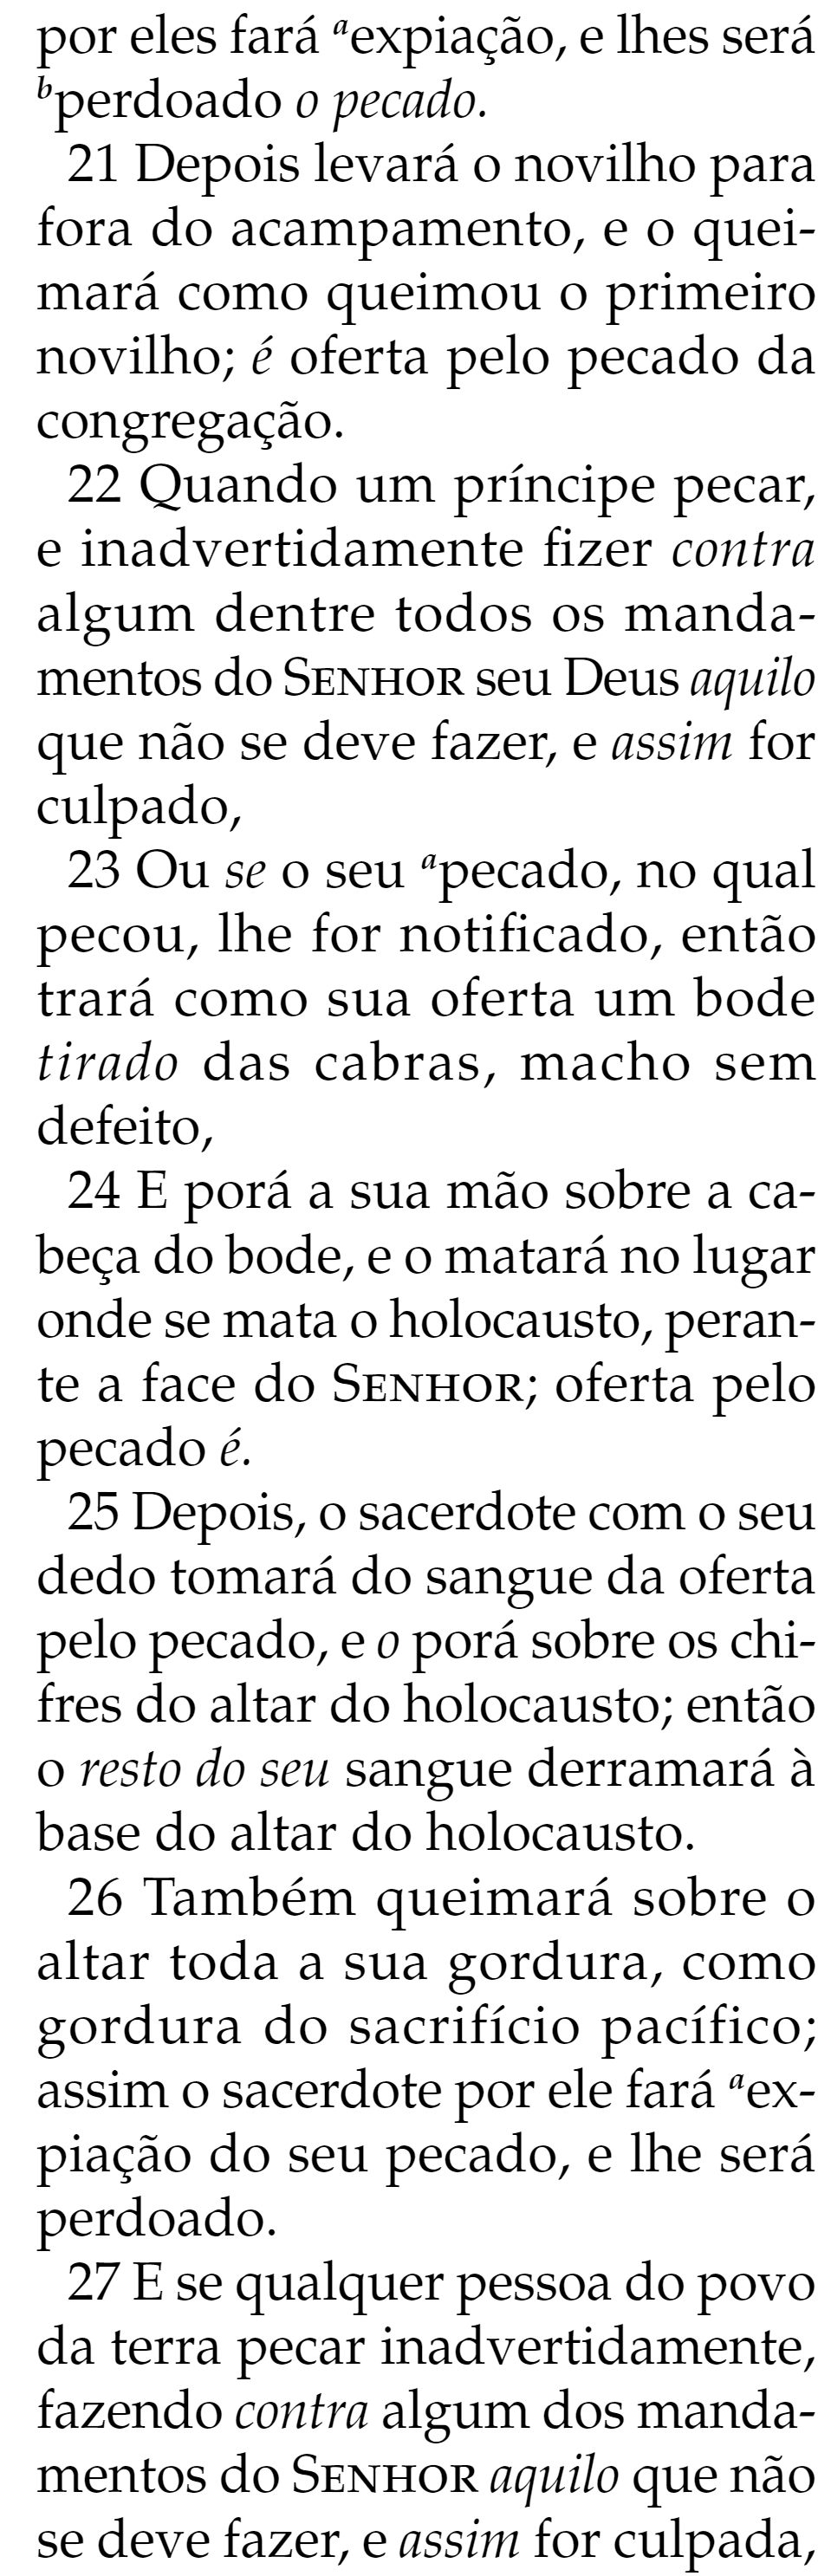 por eles fará ᵃexpiação, e lhes será
ᵇperdoado o pecado.
21 Depois levará o novilho para
fora do acampamento, e o quei-
mará como queimou o primeiro
novilho; é oferta pelo pecado da
congregação.
22 Quando um príncipe pecar,
e inadvertidamente fizer contra
algum dentre todos os manda-
mentos do SENHOR seu Deus aquilo
que não se deve fazer, e assim for
culpado,
23 Ou se o seu ᵃpecado, no qual
pecou, lhe for notificado, então
trará como sua oferta um bode
tirado das cabras, macho sem
defeito,
24 E porá a sua mão sobre a ca-
beça do bode, e o matará no lugar
onde se mata o holocausto, peran-
te a face do SENHOR; oferta pelo
pecado é.
25 Depois, o sacerdote com o seu
dedo tomará do sangue da oferta
pelo pecado, e o porá sobre os chi-
fres do altar do holocausto; então
o resto do seu sangue derramará à
base do altar do holocausto.
26 Também queimará sobre o
altar toda a sua gordura, como
gordura do sacrifício pacífico;
assim o sacerdote por ele fará ᵃex-
piação do seu pecado, e lhe será
perdoado.
27 E se qualquer pessoa do povo
da terra pecar inadvertidamente,
fazendo contra algum dos manda-
mentos do SENHOR aquilo que não
se deve fazer, e assim for culpada,